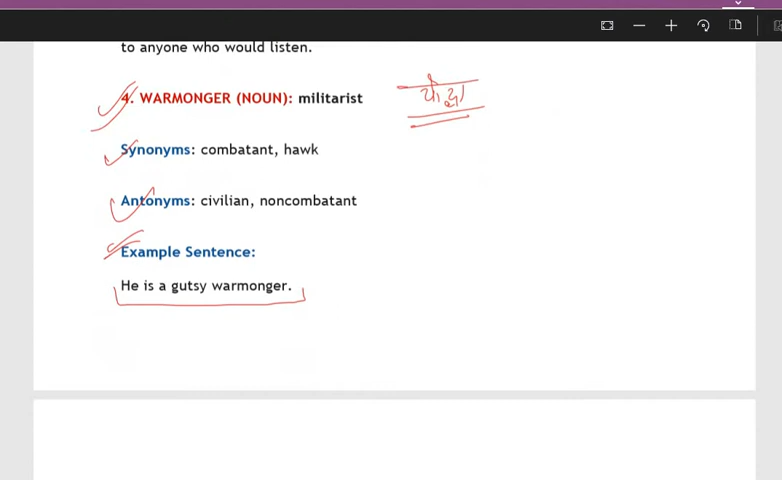 to anyone who would listen.
4. WARMONGER (NOUN): militarist
योद्धा
Synonyms: combatant, hawk
Antonyms: civilian, noncombatant
Example Sentence:
He is a gutsy warmonger.